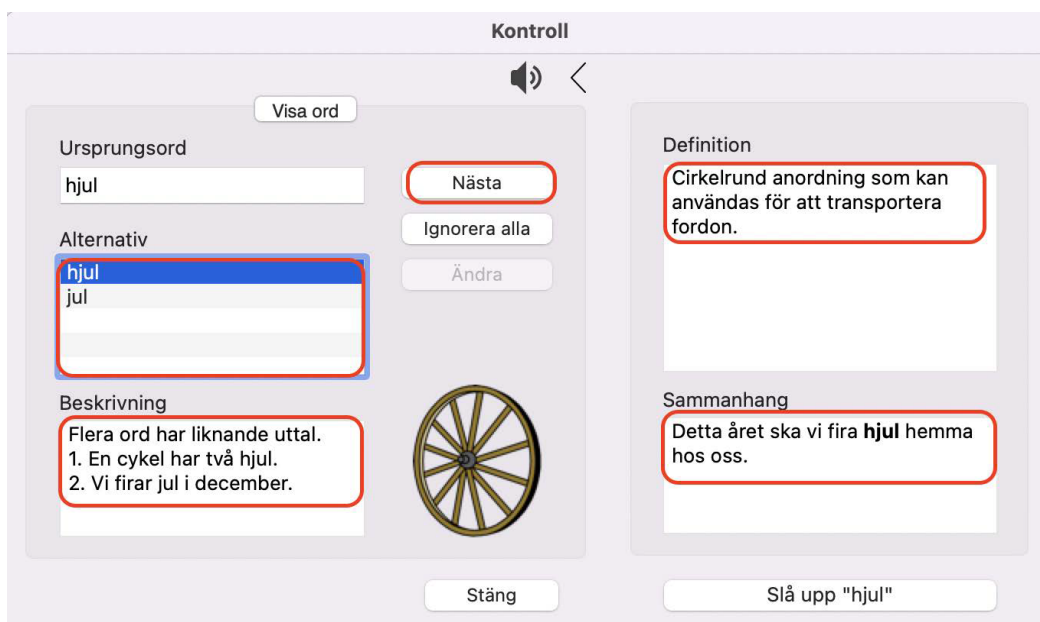 Kontroll
Visa ord
Ursprungsord
hjul
Nästa
Ignorera alla
Alternativ
hjul
jul
Ändra
Beskrivning
Flera ord har liknande uttal.
1. En cykel har två hjul.
2. Vi firar jul i december.
Stäng
Definition
Cirkelrund anordning som kan
användas för att transportera
fordon.
Sammanhang
Detta året ska vi fira hjul hemma
hos oss.
Slå upp "hjul"